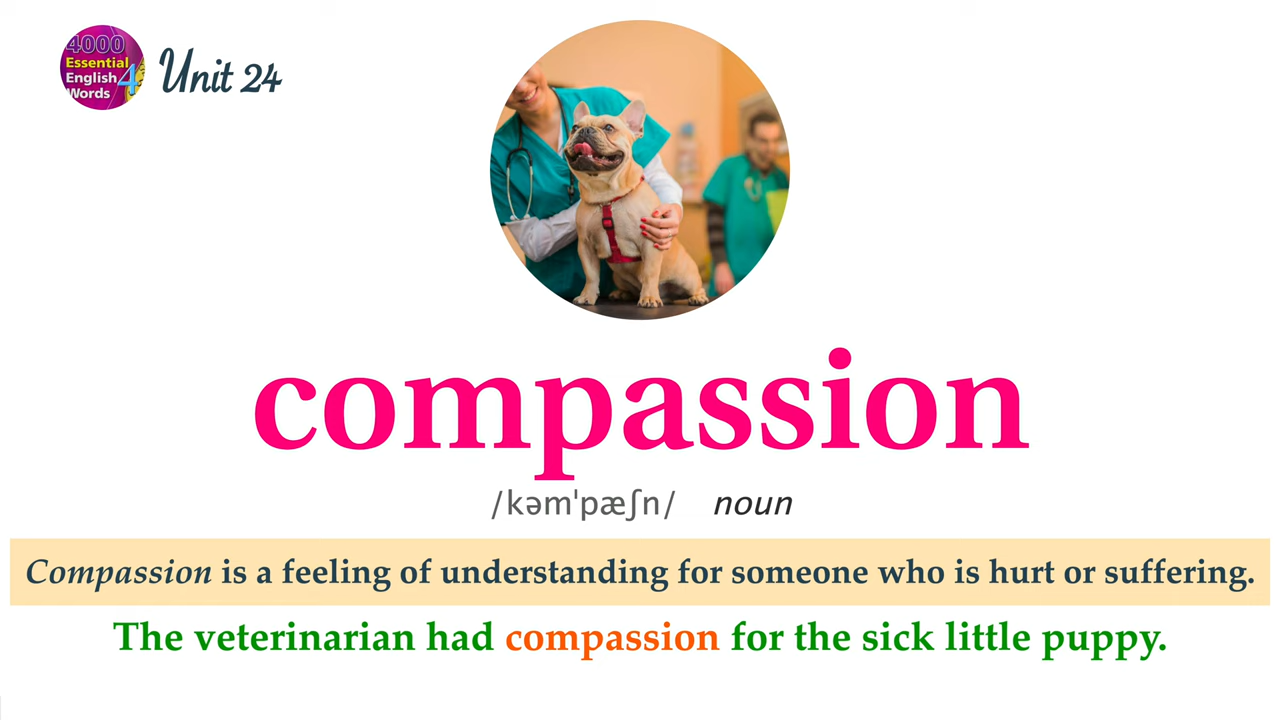 4000
Essential
English
Words 4
Unit 24
compassion
/kəmˈpæʃn/ noun
Compassion is a feeling of understanding for someone who is hurt or suffering.
The veterinarian had compassion for the sick little puppy.